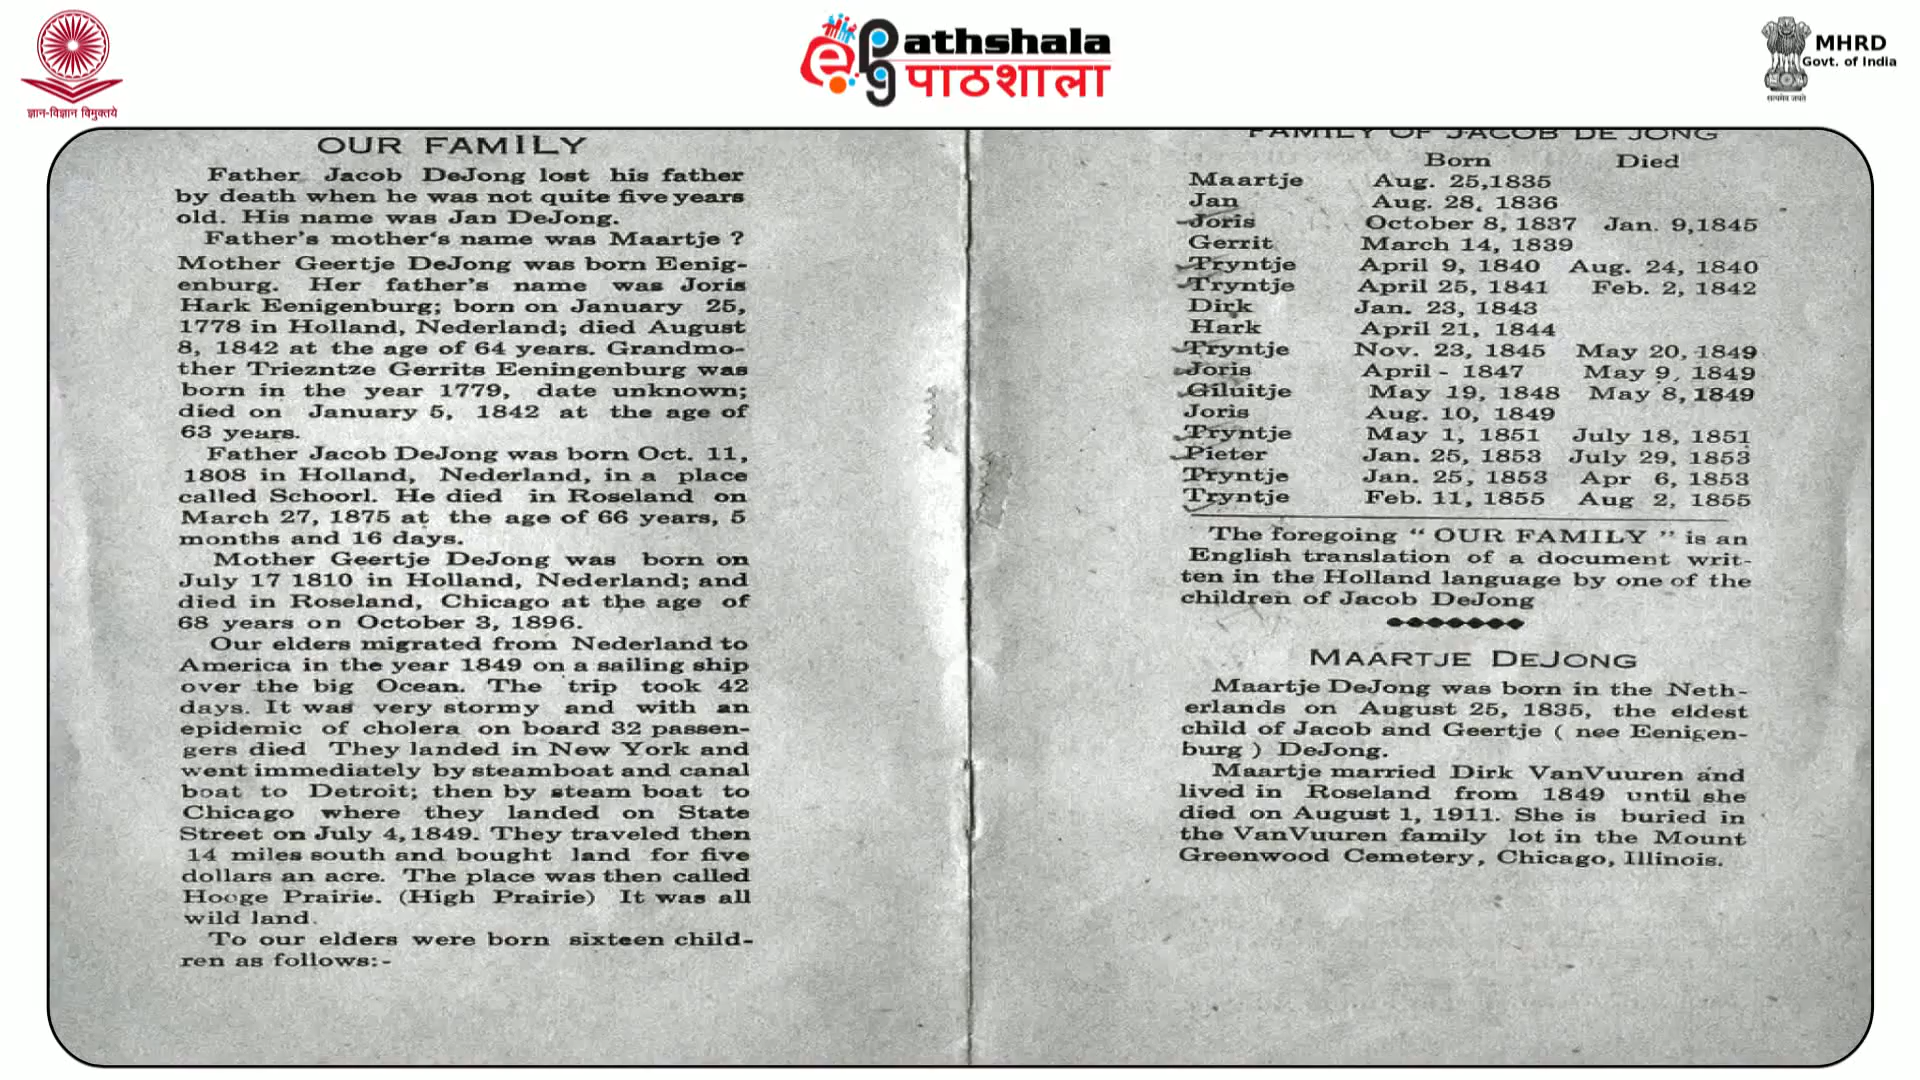 ज्ञान-विज्ञान विमुक्तये
ePG Pathshala
पाठशाला
MHRD
Govt. of India
सत्यमेव जयते
OUR FAMILY
Father Jacob DeJong lost his father
by death when he was not quite five years
old. His name was Jan DeJong.
Father's mother's name was Maartje ?
Mother Geertje DeJong was born Eenig-
enburg. Her father's name was Joris
Hark Eenigenburg; born on January 25,
1778 in Holland, Nederland; died August
8, 1842 at the age of 64 years. Grandmo-
ther Triezntze Gerrits Eeningenburg was
born in the year 1779, date unknown;
died on January 5, 1842 at the age of
63 years.
Father Jacob DeJong was born Oct. 11,
1808 in Holland, Nederland, in a place
called Schoorl. He died in Roseland on
March 27, 1875 at the age of 66 years, 5
months and 16 days.
Mother Geertje DeJong was born on
July 17 1810 in Holland, Nederland; and
died in Roseland, Chicago at the age of
68 years on October 3, 1896.
Our elders migrated from Nederland to
America in the year 1849 on a sailing ship
over the big Ocean. The trip took 42
days. It was very stormy and with an
epidemic of cholera on board 32 passen-
gers died They landed in New York and
went immediately by steamboat and canal
boat to Detroit; then by steam boat to
Chicago where they landed on State
Street on July 4,1849. They traveled then
14 miles south and bought land for five
dollars an acre. The place was then called
Hooge Prairie. (High Prairie) It was all
wild land.
To our elders were born sixteen child-
ren as follows:-
FAMILY OF JACOB DE JONG
Born Died
Maartje Aug. 25,1835
Jan Aug. 28, 1836
Joris October 8, 1837 Jan. 9,1845
Gerrit March 14, 1839
Tryntje April 9, 1840 Aug. 24, 1840
Tryntje April 25, 1841 Feb. 2, 1842
Dirk Jan. 23, 1843
Hark April 21, 1844
Tryntje Nov. 23, 1845 May 20, 1849
Joris April - 1847 May 9, 1849
Giluitje May 19, 1848 May 8, 1849
Joris Aug. 10, 1849
Tryntje May 1, 1851 July 18, 1851
Pieter Jan. 25, 1853 July 29, 1853
Tryntje Jan. 25, 1853 Apr 6, 1853
Tryntje Feb. 11, 1855 Aug 2, 1855
The foregoing " OUR FAMILY " is an
English translation of a document writ-
ten in the Holland language by one of the
children of Jacob DeJong
MAARTJE DEJONG
Maartje DeJong was born in the Neth-
erlands on August 25, 1835, the eldest
child of Jacob and Geertje ( nee Eenigen-
burg ) DeJong.
Maartje married Dirk VanVuuren and
lived in Roseland from 1849 until she
died on August 1, 1911. She is buried in
the VanVuuren family lot in the Mount
Greenwood Cemetery, Chicago, Illinois.